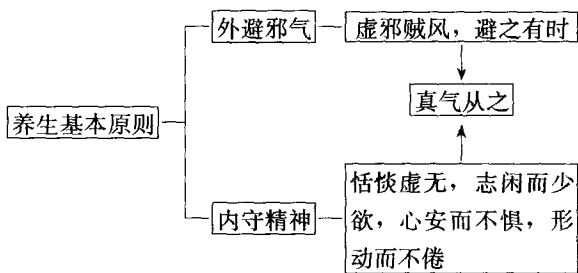 外避邪气
虚邪贼风，避之有时
真气从之
养生基本原则
内守精神
恬惔虚无，志闲而少
欲，心安而不惧，形
动而不倦